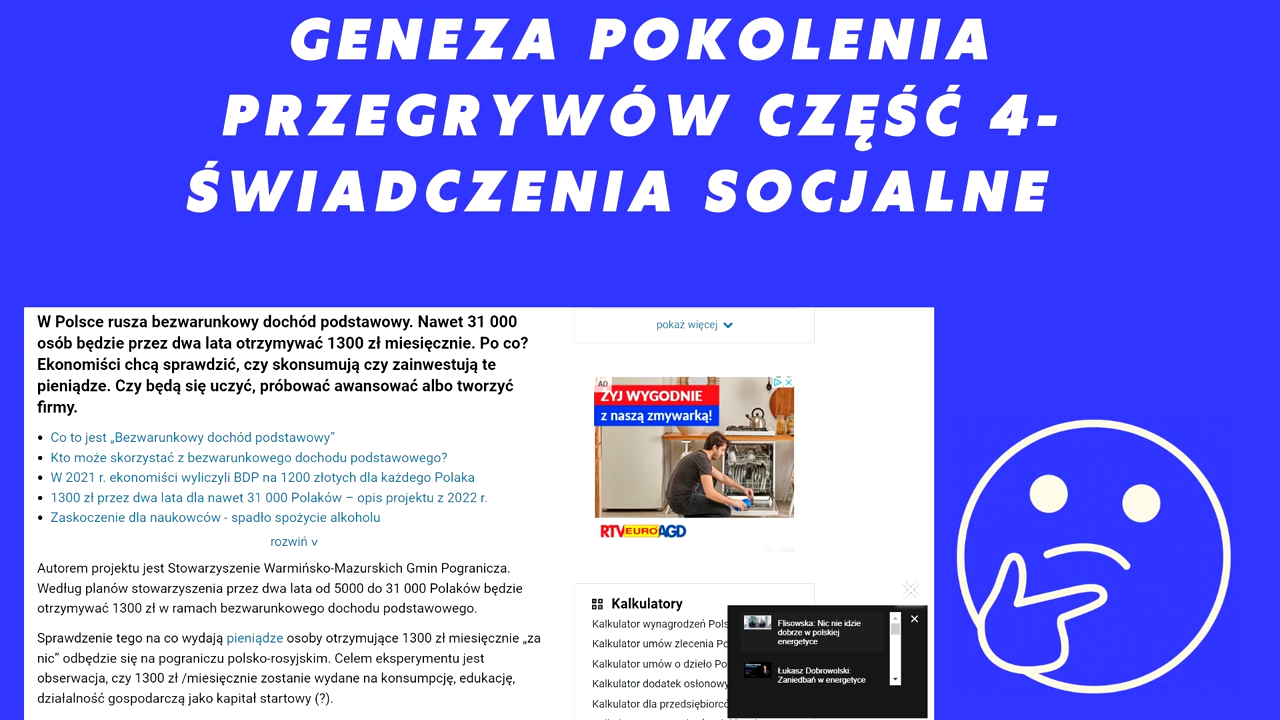 GENEZA POKOLENIA
PRZEGRYWÓW CZĘŚĆ 4-
ŚWIADCZENIA SOCJALNE
W Polsce rusza bezwarunkowy dochód podstawowy. Nawet 31 000
osób będzie przez dwa lata otrzymywać 1300 zł miesięcznie. Po co?
Ekonomiści chcą sprawdzić, czy skonsumują czy zainwestują te
pieniądze. Czy będą się uczyć, próbować awansować albo tworzyć
firmy.
Co to jest „Bezwarunkowy dochód podstawowy”
Kto może skorzystać z bezwarunkowego dochodu podstawowego?
W 2021 r. ekonomiści wyliczyli BDP na 1200 złotych dla każdego Polaka
1300 zł przez dwa lata dla nawet 31 000 Polaków – opis projektu z 2022 r.
Zaskoczenie dla naukowców - spadło spożycie alkoholu
rozwiń v
Autorem projektu jest Stowarzyszenie Warmińsko-Mazurskich Gmin Pogranicza.
Według planów stowarzyszenia przez dwa lata od 5000 do 31 000 Polaków będzie
otrzymywać 1300 zł w ramach bezwarunkowego dochodu podstawowego.
Sprawdzenie tego na co wydają pieniądze osoby otrzymujące 1300 zł miesięcznie „za
nic” odbędzie się na pograniczu polsko-rosyjskim. Celem eksperymentu jest
odpowiedź czy 1300 zł /miesięcznie zostanie wydane na konsumpcję, edukację,
działalność gospodarczą jako kapitał startowy (?).
pokaż więcej
AD
ŻYJ WYGODNIE
z naszą zmywarką!
RTV EURO AGD
REKLAMA
Kalkulatory
Kalkulator wynagrodzeń Pols
Kalkulator umów zlecenia Po
Kalkulator umów o dzieło Po
Kalkulator dodatek osłonowy
Kalkulator dla przedsiębiorcó
Flisowska: Nic nie idzie
dobrze w polskiej
energetyce
Łukasz Dobrowolski:
Zaniedbań w energetyce